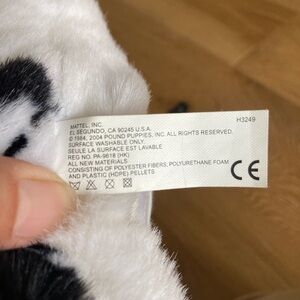 MATTEL, INC. H3249
EL SEGUNDO, CA 90245 U.S.A.
© 1984, 2004 POUND PUPPIES, INC. ALL RIGHTS RESERVED.
SURFACE WASHABLE ONLY.
SEULE LA SURFACE EST LAVABLE
REG NO. PA-9618 (HK)
ALL NEW MATERIALS
CONSISTING OF POLYESTER FIBERS, POLYURETHANE FOAM
AND PLASTIC (HDPE) PELLETS
CE